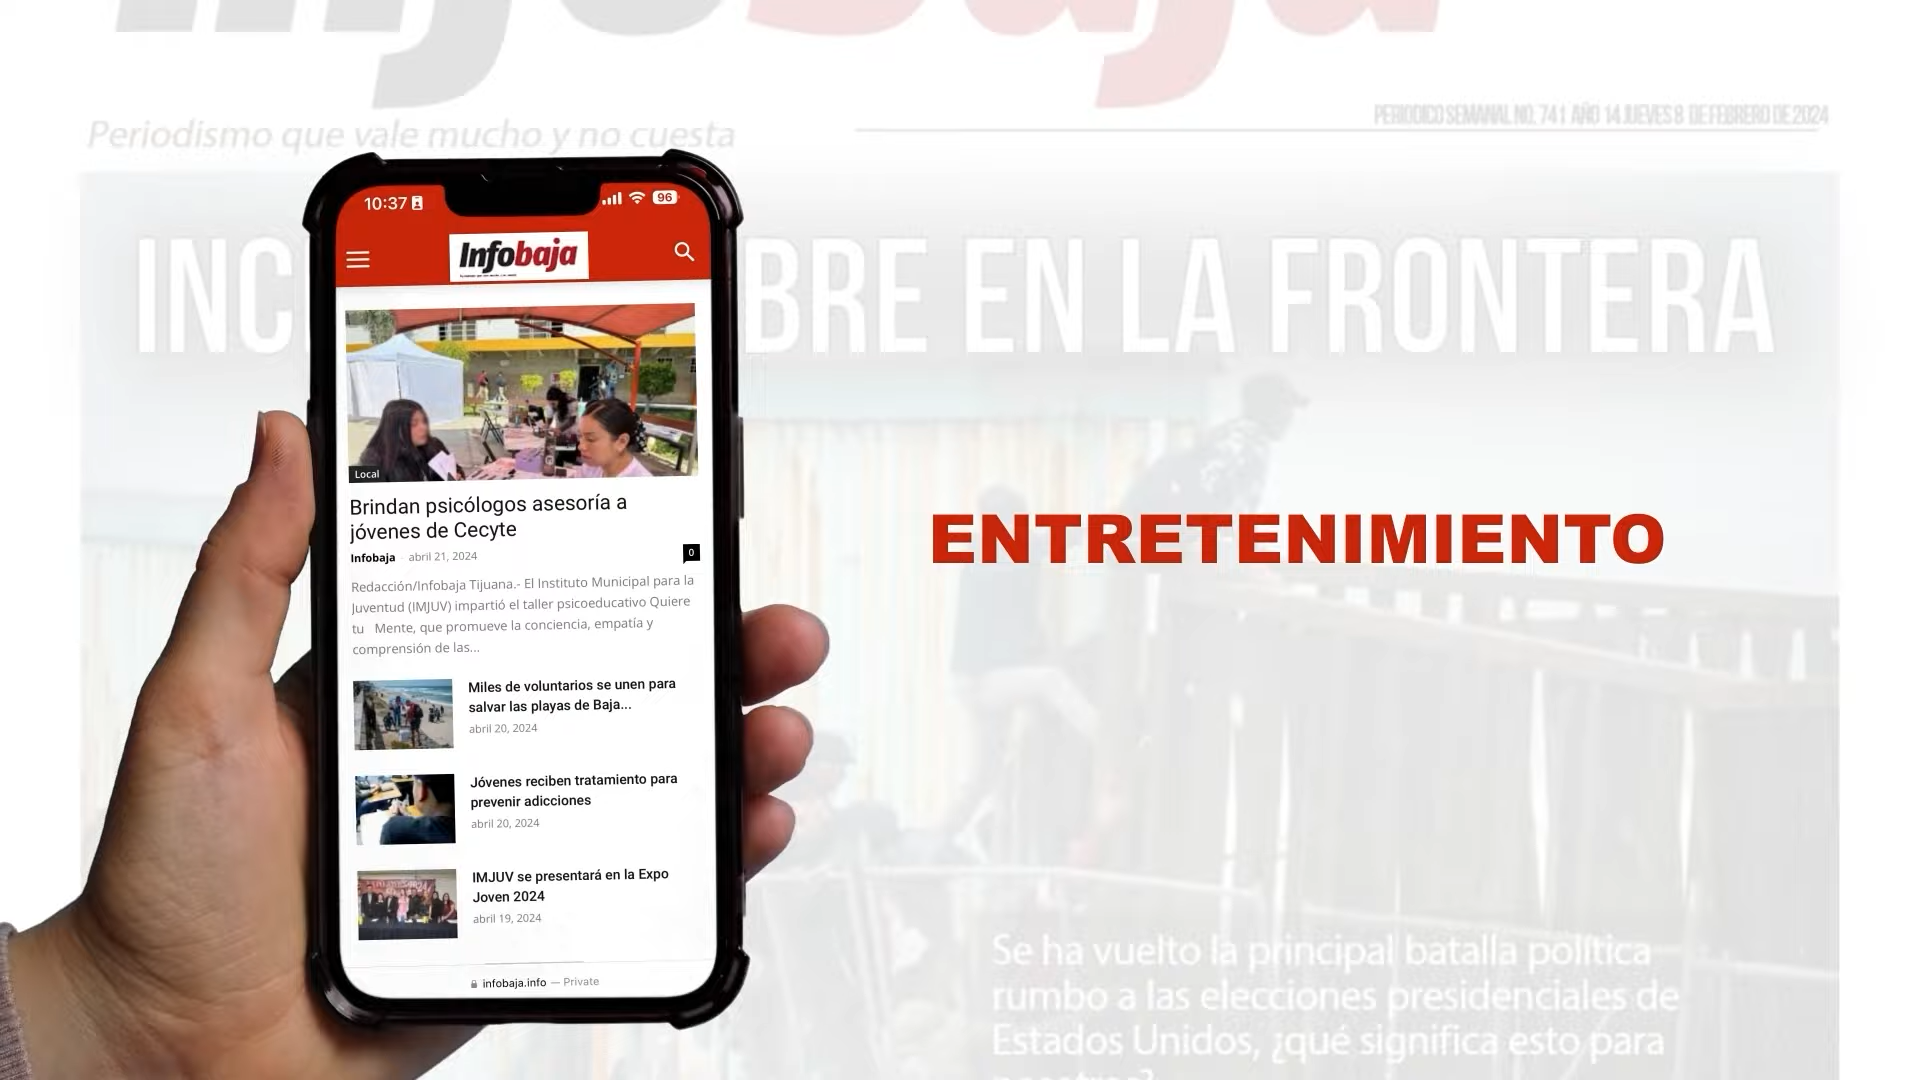 Infobaja
Periodismo que vale mucho y no cuesta
PERIODICO SEMANAL NO. 741 AÑO 14 JUEVES 8 DE FEBRERO DE 2024
BRE EN LA FRONTERA
10:37
96
Infobaja
Local
Brindan psicólogos asesoría a
jóvenes de Cecyte
Infobaja - abril 21, 2024
0
Redacción/Infobaja Tijuana.- El Instituto Municipal para la
Juventud (IMJUV) impartió el taller psicoeducativo Quiere
tu Mente, que promueve la conciencia, empatía y
comprensión de las...
Miles de voluntarios se unen para
salvar las playas de Baja...
abril 20, 2024
Jóvenes reciben tratamiento para
prevenir adicciones
abril 20, 2024
IMJUV se presentará en la Expo
Joven 2024
abril 19, 2024
infobaja.info — Private
ENTRETENIMIENTO
Se ha vuelto la principal batalla política
rumbo a las elecciones presidenciales de
Estados Unidos, ¿qué significa esto para